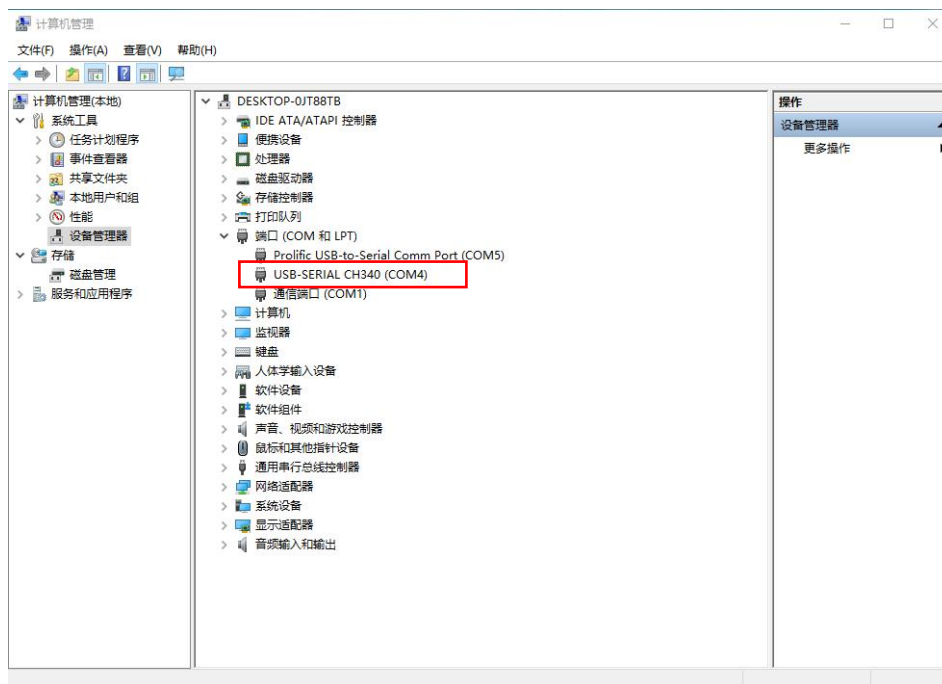 计算机管理
文件(F) 操作(A) 查看(V) 帮助(H)
计算机管理(本地)
系统工具
任务计划程序
事件查看器
共享文件夹
本地用户和组
性能
设备管理器
存储
磁盘管理
服务和应用程序
DESKTOP-0JT88TB
IDE ATA/ATAPI 控制器
便携设备
处理器
磁盘驱动器
存储控制器
打印队列
端口 (COM 和 LPT)
Prolific USB-to-Serial Comm Port (COM5)
USB-SERIAL CH340 (COM4)
通信端口 (COM1)
计算机
监视器
键盘
人体学输入设备
软件设备
软件组件
声音、视频和游戏控制器
鼠标和其他指针设备
通用串行总线控制器
网络适配器
系统设备
显示适配器
音频输入和输出
操作
设备管理器
更多操作